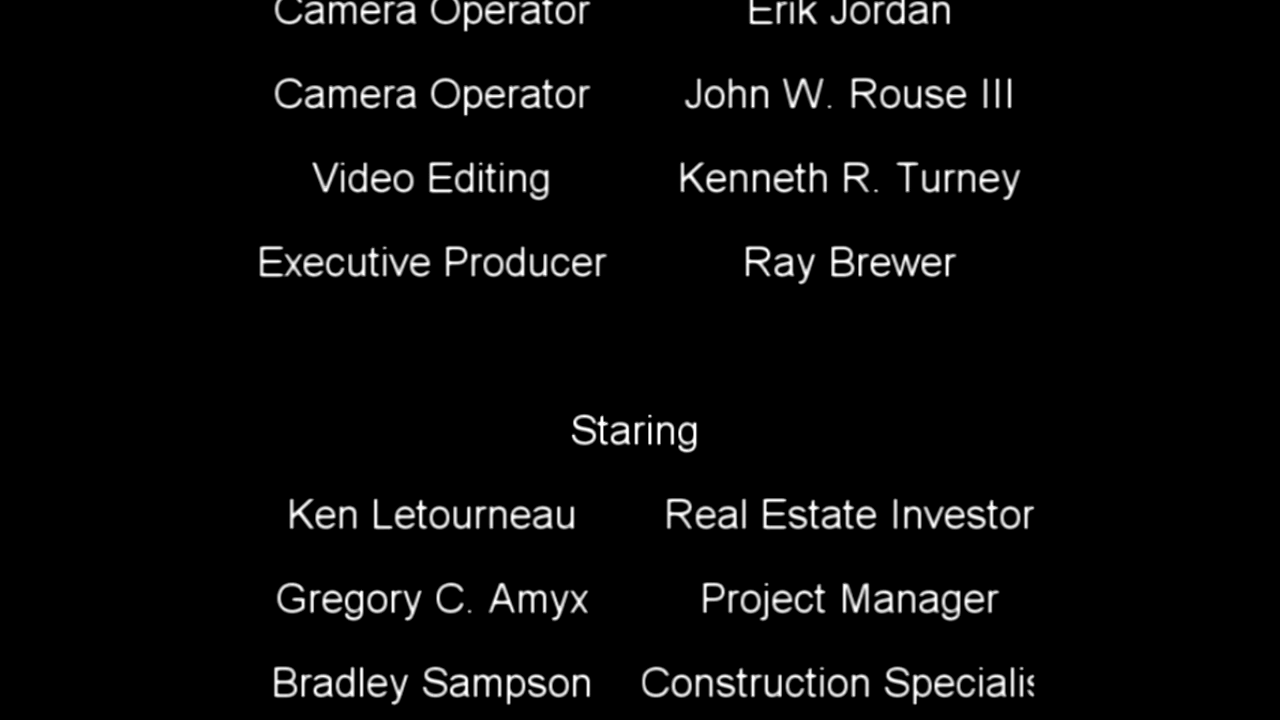 Camera Operator Erik Jordan
Camera Operator John W. Rouse III
Video Editing Kenneth R. Turney
Executive Producer Ray Brewer
Staring
Ken Letourneau Real Estate Investor
Gregory C. Amyx Project Manager
Bradley Sampson Construction Specialis